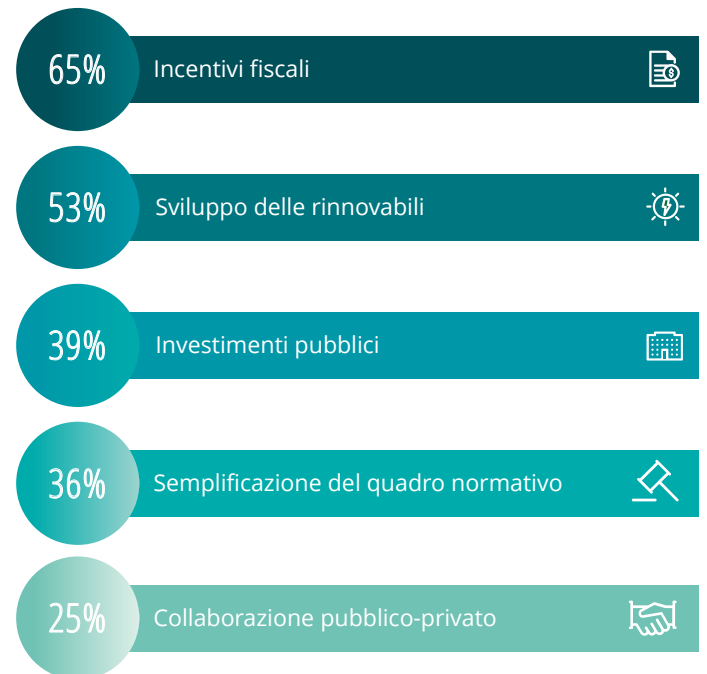 65% Incentivi fiscali
53% Sviluppo delle rinnovabili
39% Investimenti pubblici
36% Semplificazione del quadro normativo
25% Collaborazione pubblico-privato